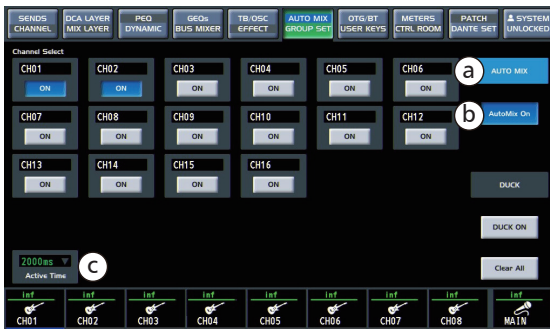 SENDS DCA LAYER PEQ GEQs TB/OSC AUTO MIX OTG/BT METERS PATCH SYSTEM
CHANNEL MIX LAYER DYNAMIC BUS MIXER EFFECT GROUP SET USER KEYS CTRL ROOM DANTE SET UNLOCKED
Channel Select
CH01 CH02 CH03 CH04 CH05 CH06
a AUTO MIX
ON ON ON ON ON ON
CH07 CH08 CH09 CH10 CH11 CH12
b AutoMix On
ON ON ON ON ON ON
CH13 CH14 CH15 CH16
ON ON ON ON
DUCK
DUCK ON
2000ms
c
Active Time
Clear All
inf inf inf inf inf inf inf inf inf
CH01 CH02 CH03 CH04 CH05 CH06 CH07 CH08 MAIN